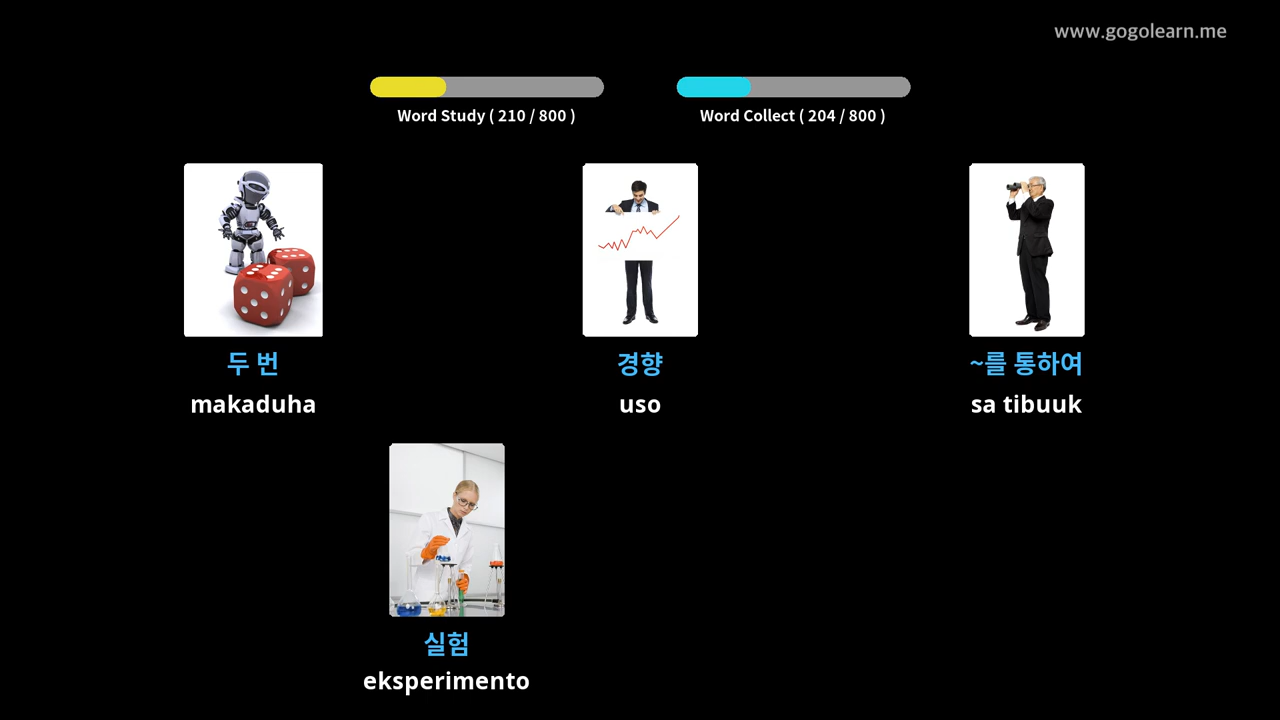 www.gogolearn.me
Word Study ( 210 / 800 )
Word Collect ( 204 / 800 )
두 번
makaduha
경향
uso
~를 통하여
sa tibuuk
실험
eksperimento